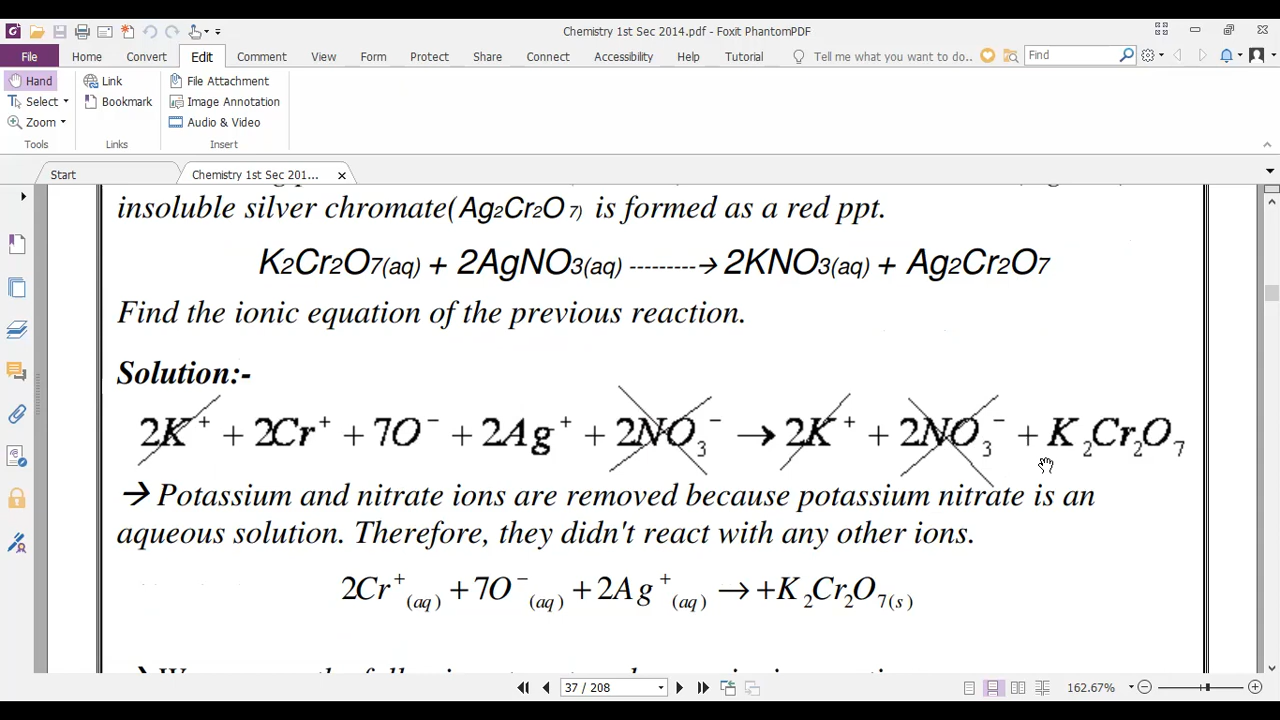 Chemistry 1st Sec 2014.pdf - Foxit PhantomPDF
File Home Convert Edit Comment View Form Protect Share Connect Accessibility Help Tutorial Tell me what you want to do.. Find
Hand Link File Attachment
Select Bookmark Image Annotation
Zoom Audio & Video
Tools Links Insert
Start Chemistry 1st Sec 201...
insoluble silver chromate(Ag2Cr2O 7) is formed as a red ppt.
K2Cr2O7(aq) + 2AgNO3(aq) ---------→ 2KNO3(aq) + Ag2Cr2O7
Find the ionic equation of the previous reaction.
Solution:-
2K⁺ + 2Cr⁺ + 7O⁻ + 2Ag⁺ + 2NO₃⁻ → 2K⁺ + 2NO₃⁻ + K₂Cr₂O₇
→ Potassium and nitrate ions are removed because potassium nitrate is an
aqueous solution. Therefore, they didn't react with any other ions.
2Cr⁺(aq) + 7O⁻(aq) + 2Ag⁺(aq) → +K₂Cr₂O₇(s)
37 / 208 162.67%